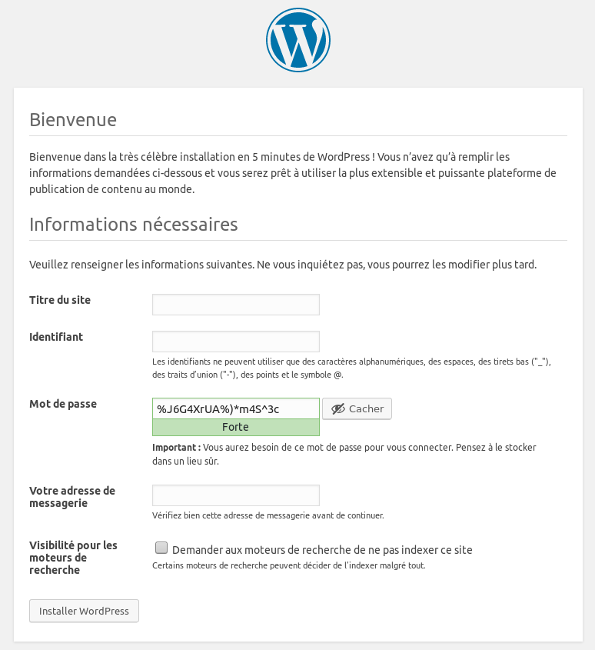 Bienvenue
Bienvenue dans la très célèbre installation en 5 minutes de WordPress ! Vous n’avez qu’à remplir les
informations demandées ci-dessous et vous serez prêt à utiliser la plus extensible et puissante plateforme de
publication de contenu au monde.
Informations nécessaires
Veuillez renseigner les informations suivantes. Ne vous inquiétez pas, vous pourrez les modifier plus tard.
Titre du site
Identifiant
Les identifiants ne peuvent utiliser que des caractères alphanumériques, des espaces, des tirets bas ("_"),
des traits d’union ("-"), des points et le symbole @.
Mot de passe
%J6G4XrUA%)*m4S^3c
Cacher
Forte
Important : Vous aurez besoin de ce mot de passe pour vous connecter. Pensez à le stocker
dans un lieu sûr.
Votre adresse de
messagerie
Vérifiez bien cette adresse de messagerie avant de continuer.
Visibilité pour les
moteurs de
recherche
Demander aux moteurs de recherche de ne pas indexer ce site
Certains moteurs de recherche peuvent décider de l’indexer malgré tout.
Installer WordPress